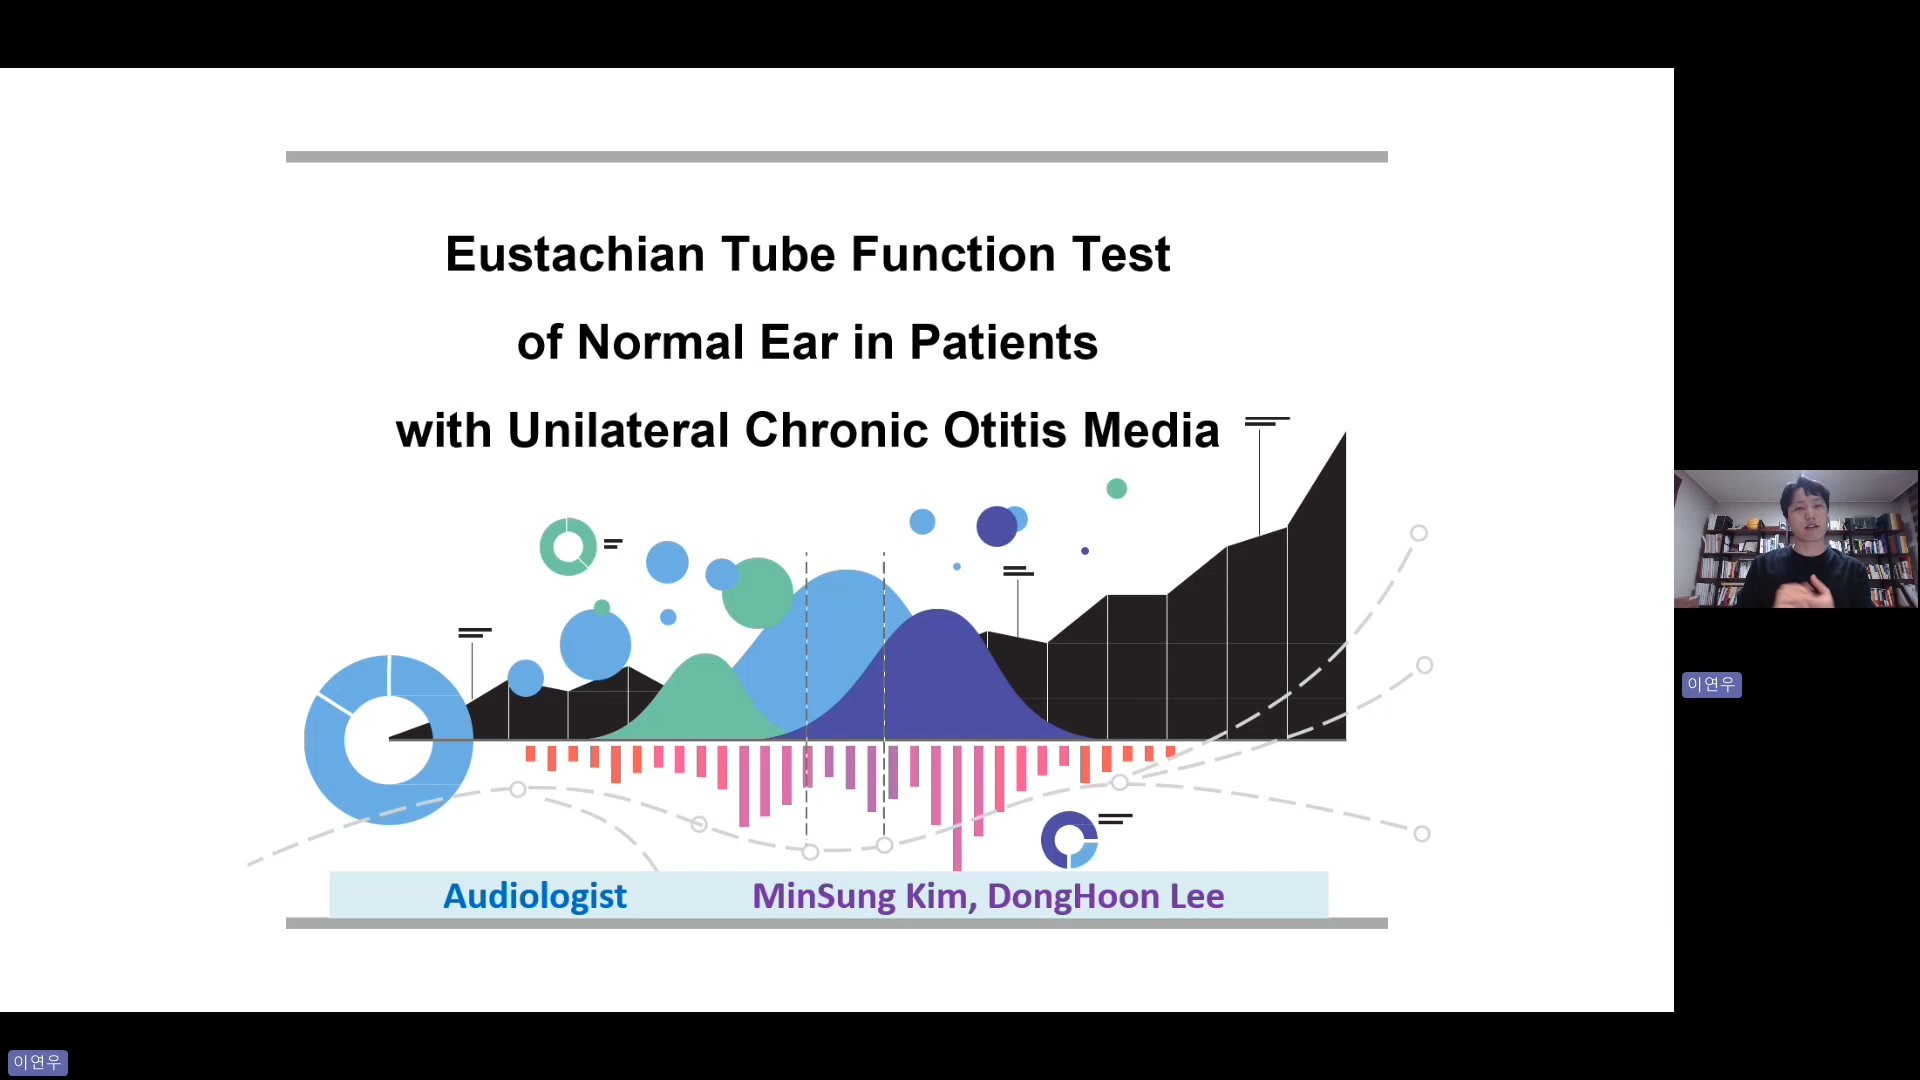 Eustachian Tube Function Test
of Normal Ear in Patients
with Unilateral Chronic Otitis Media
Audiologist MinSung Kim, DongHoon Lee
이연우
이연우